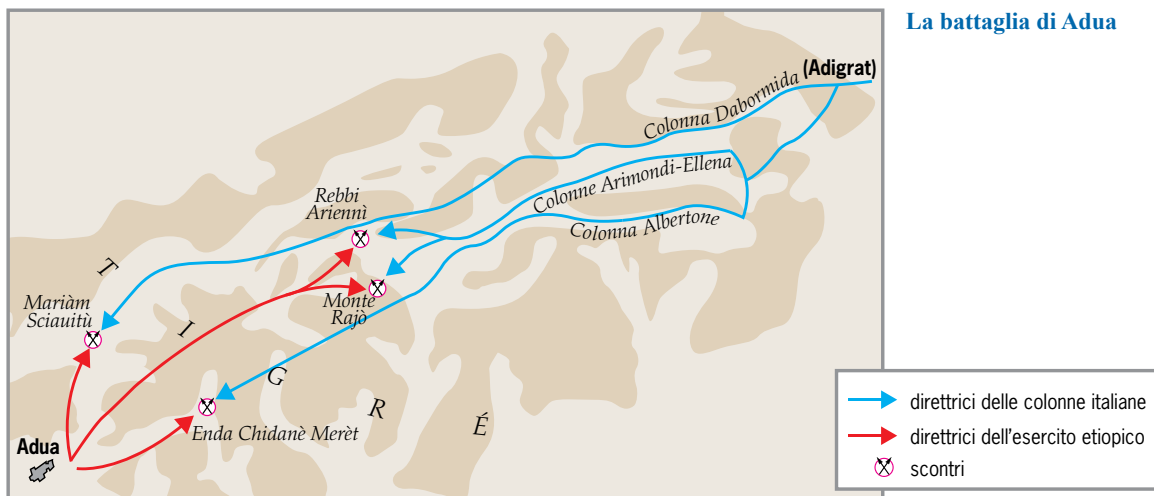 La battaglia di Adua
(Adigrat)
Colonna Dabormida
Colonne Arimondi-Ellena
Colonna Albertone
Rebbi
Ariennì
Monte
Rajò
Mariàm
Sciauitù
Enda Chidanè Merèt
Adua
T I G R É
direttrici delle colonne italiane
direttrici dell'esercito etiopico
scontri